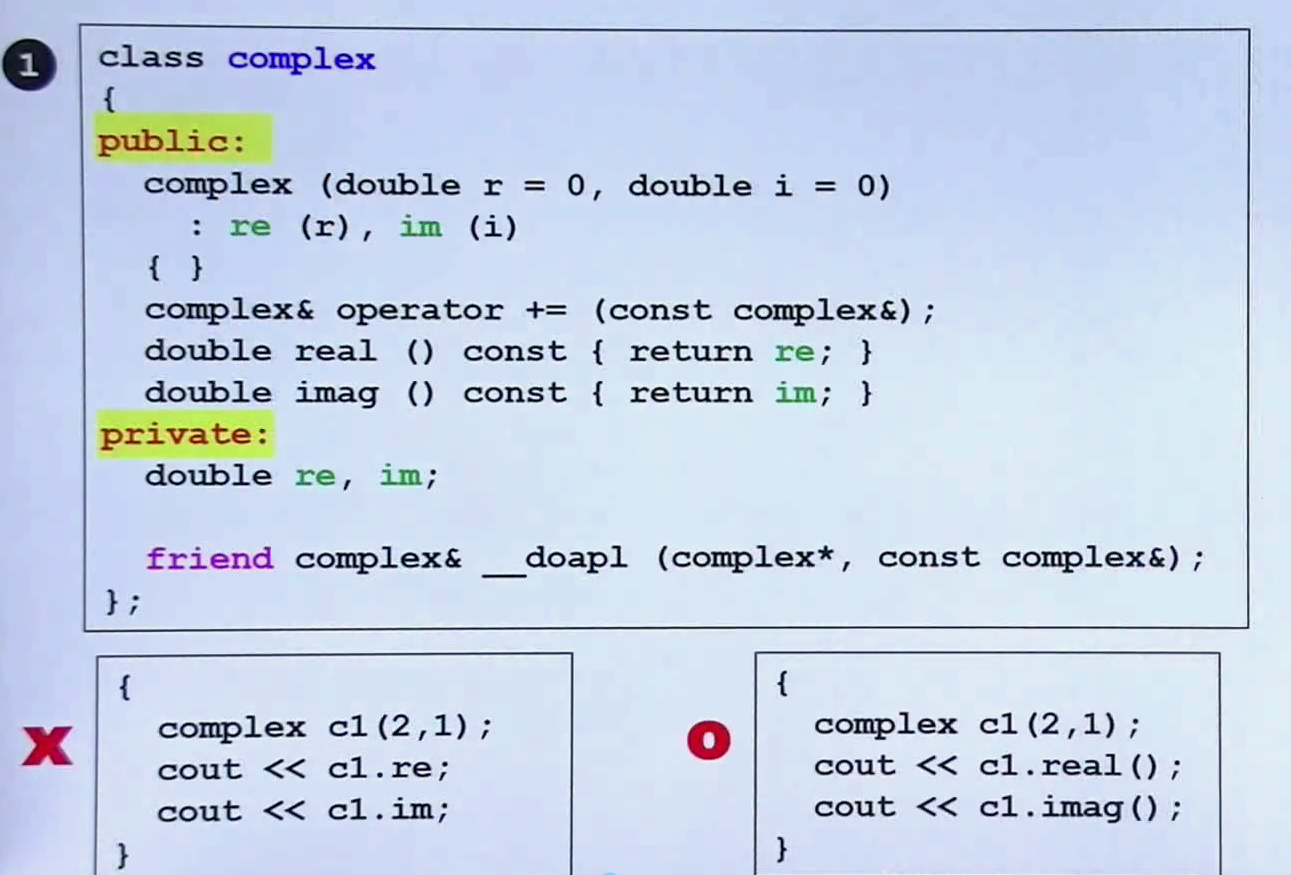 1
class complex
{
public:
complex (double r = 0, double i = 0)
: re (r), im (i)
{ }
complex& operator += (const complex&);
double real () const { return re; }
double imag () const { return im; }
private:
double re, im;
friend complex& __doapl (complex*, const complex&);
};
X
{
complex c1(2,1);
cout << c1.re;
cout << c1.im;
}
O
{
complex c1(2,1);
cout << c1.real();
cout << c1.imag();
}